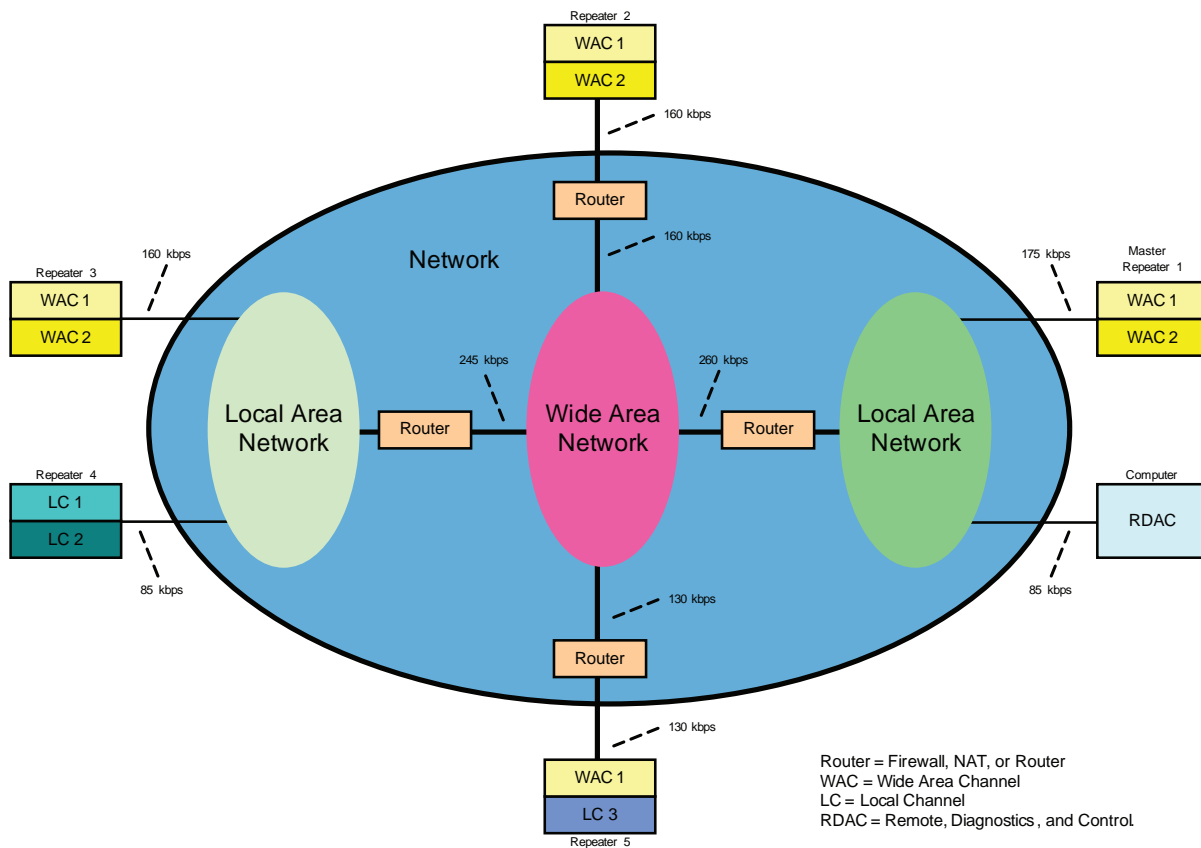 Repeater 2
WAC 1
WAC 2
160 kbps
Router
160 kbps
Network
160 kbps
Repeater 3
WAC 1
WAC 2
175 kbps
Master
Repeater 1
WAC 1
WAC 2
245 kbps
260 kbps
Local Area
Network
Router
Wide Area
Network
Router
Local Area
Network
Repeater 4
LC 1
LC 2
85 kbps
Computer
RDAC
85 kbps
130 kbps
Router
130 kbps
WAC 1
LC 3
Repeater 5
Router = Firewall, NAT, or Router
WAC = Wide Area Channel
LC = Local Channel
RDAC = Remote, Diagnostics, and Control.